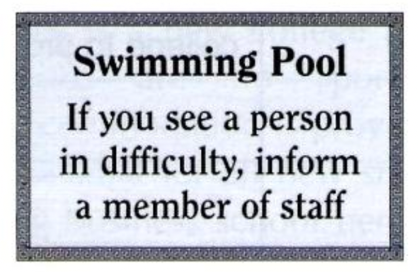 Swimming Pool
If you see a person
in difficulty, inform
a member of staff